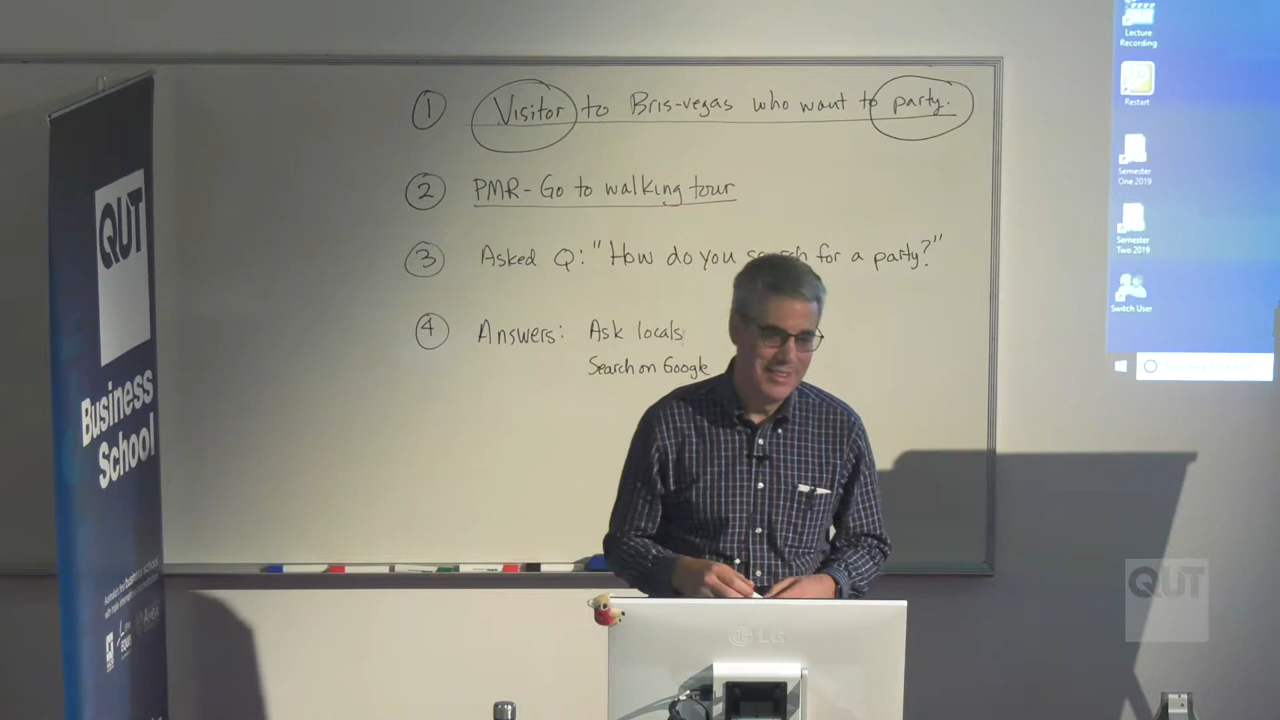 ① Visitor to Bris-vegas who want to party.
② PMR - Go to walking tour
③ Asked Q: "How do you search for a party?"
④ Answers: Ask locals
Search on Google
QUT
Business
School
Lecture
Recording
Restart
Semester
One 2019
Semester
Two 2019
Switch User
LG
QUT